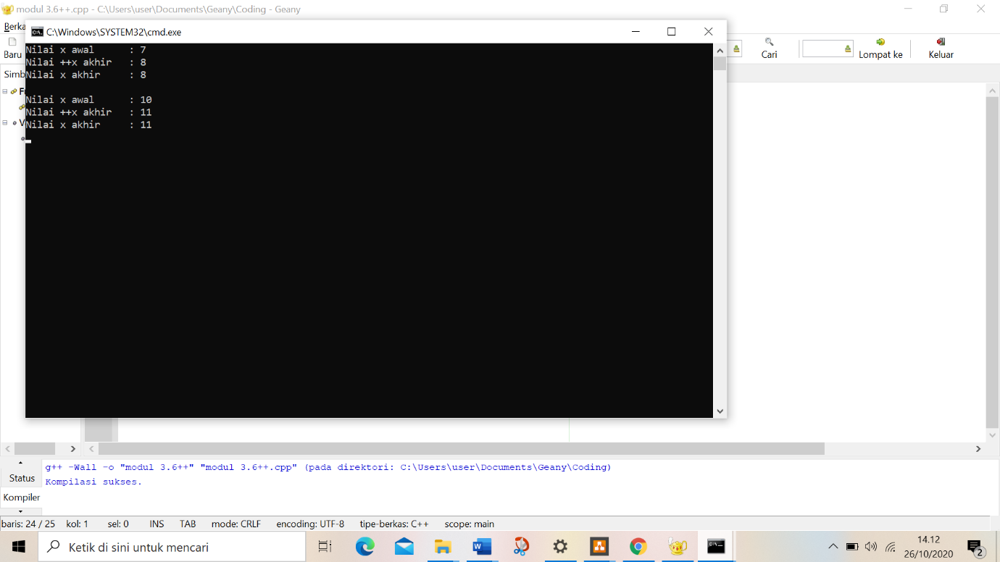 modul 3.6++.cpp - C:\Users\user\Documents\Geany\Coding - Geany
Berka
C:\Windows\SYSTEM32\cmd.exe
Baru
Cari
Lompat ke
Keluar
Simb
Nilai x awal : 7
Nilai ++x akhir : 8
Nilai x akhir : 8
Nilai x awal : 10
Nilai ++x akhir : 11
Nilai x akhir : 11
F
V
Status
Kompiler
g++ -Wall -o "modul 3.6++" "modul 3.6++.cpp" (pada direktori: C:\Users\user\Documents\Geany\Coding)
Kompilasi sukses.
baris: 24 / 25 kol: 1 sel: 0 INS TAB mode: CRLF encoding: UTF-8 tipe-berkas: C++ scope: main
Ketik di sini untuk mencari
14.12
26/10/2020
2